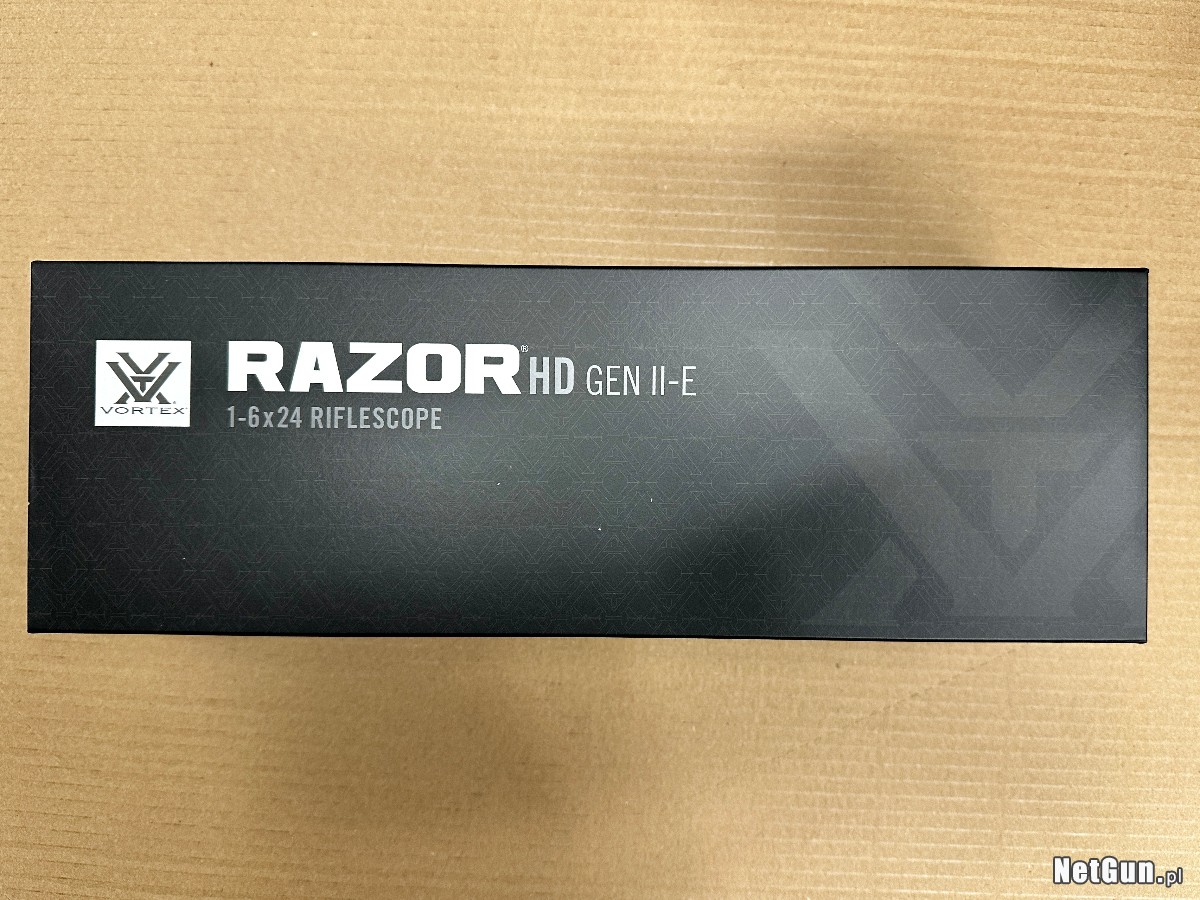 VORTEX®
RAZOR® HD GEN II-E
1-6x24 RIFLESCOPE
NetGun.pl